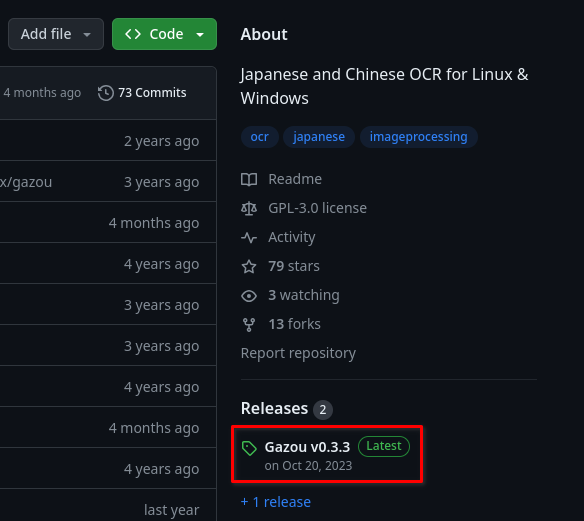 Add file
Code
4 months ago
73 Commits
2 years ago
x/gazou
3 years ago
4 months ago
4 years ago
3 years ago
3 years ago
4 years ago
4 months ago
4 years ago
last year
About
Japanese and Chinese OCR for Linux &
Windows
ocr japanese imageprocessing
Readme
GPL-3.0 license
Activity
79 stars
3 watching
13 forks
Report repository
Releases 2
Gazou v0.3.3 Latest
on Oct 20, 2023
+ 1 release